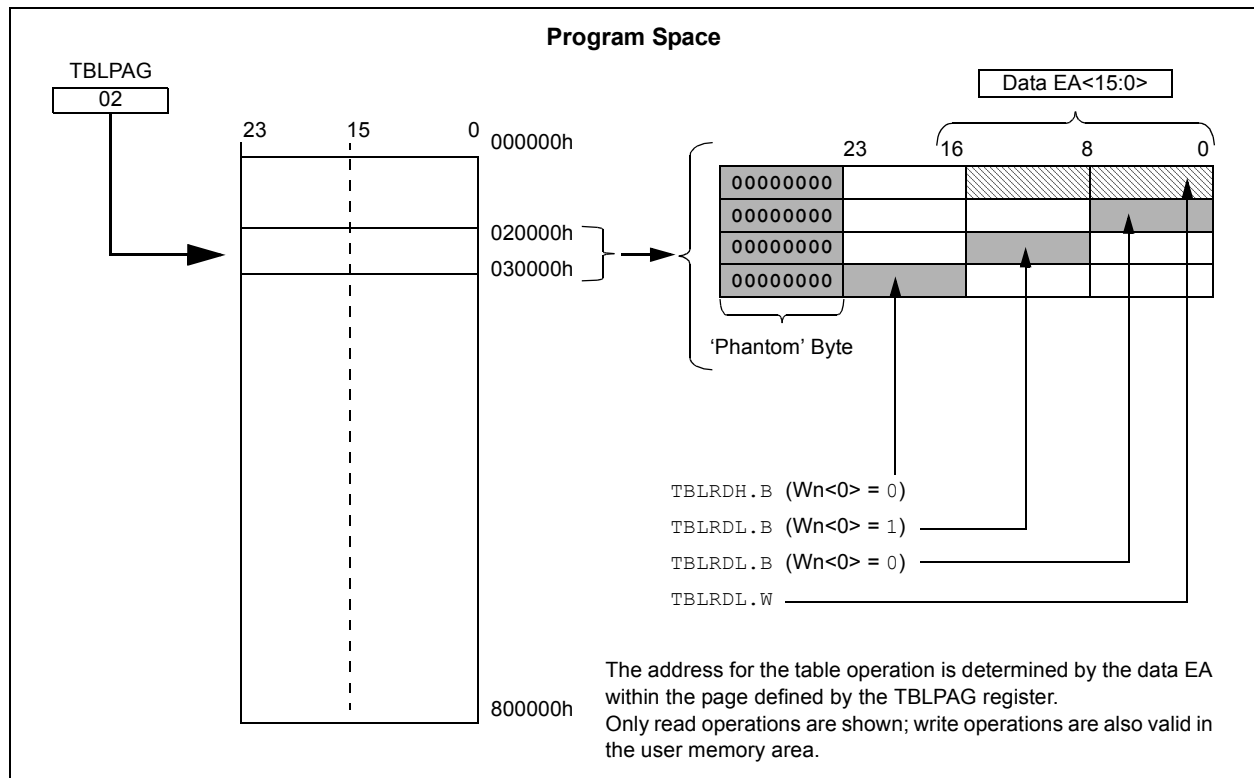 Program Space
TBLPAG
02
Data EA<15:0>
23 15 0
000000h
020000h
030000h
800000h
23 16 8 0
00000000
00000000
00000000
00000000
‘Phantom’ Byte
TBLRDH.B (Wn<0> = 0)
TBLRDL.B (Wn<0> = 1)
TBLRDL.B (Wn<0> = 0)
TBLRDL.W
The address for the table operation is determined by the data EA
within the page defined by the TBLPAG register.
Only read operations are shown; write operations are also valid in
the user memory area.